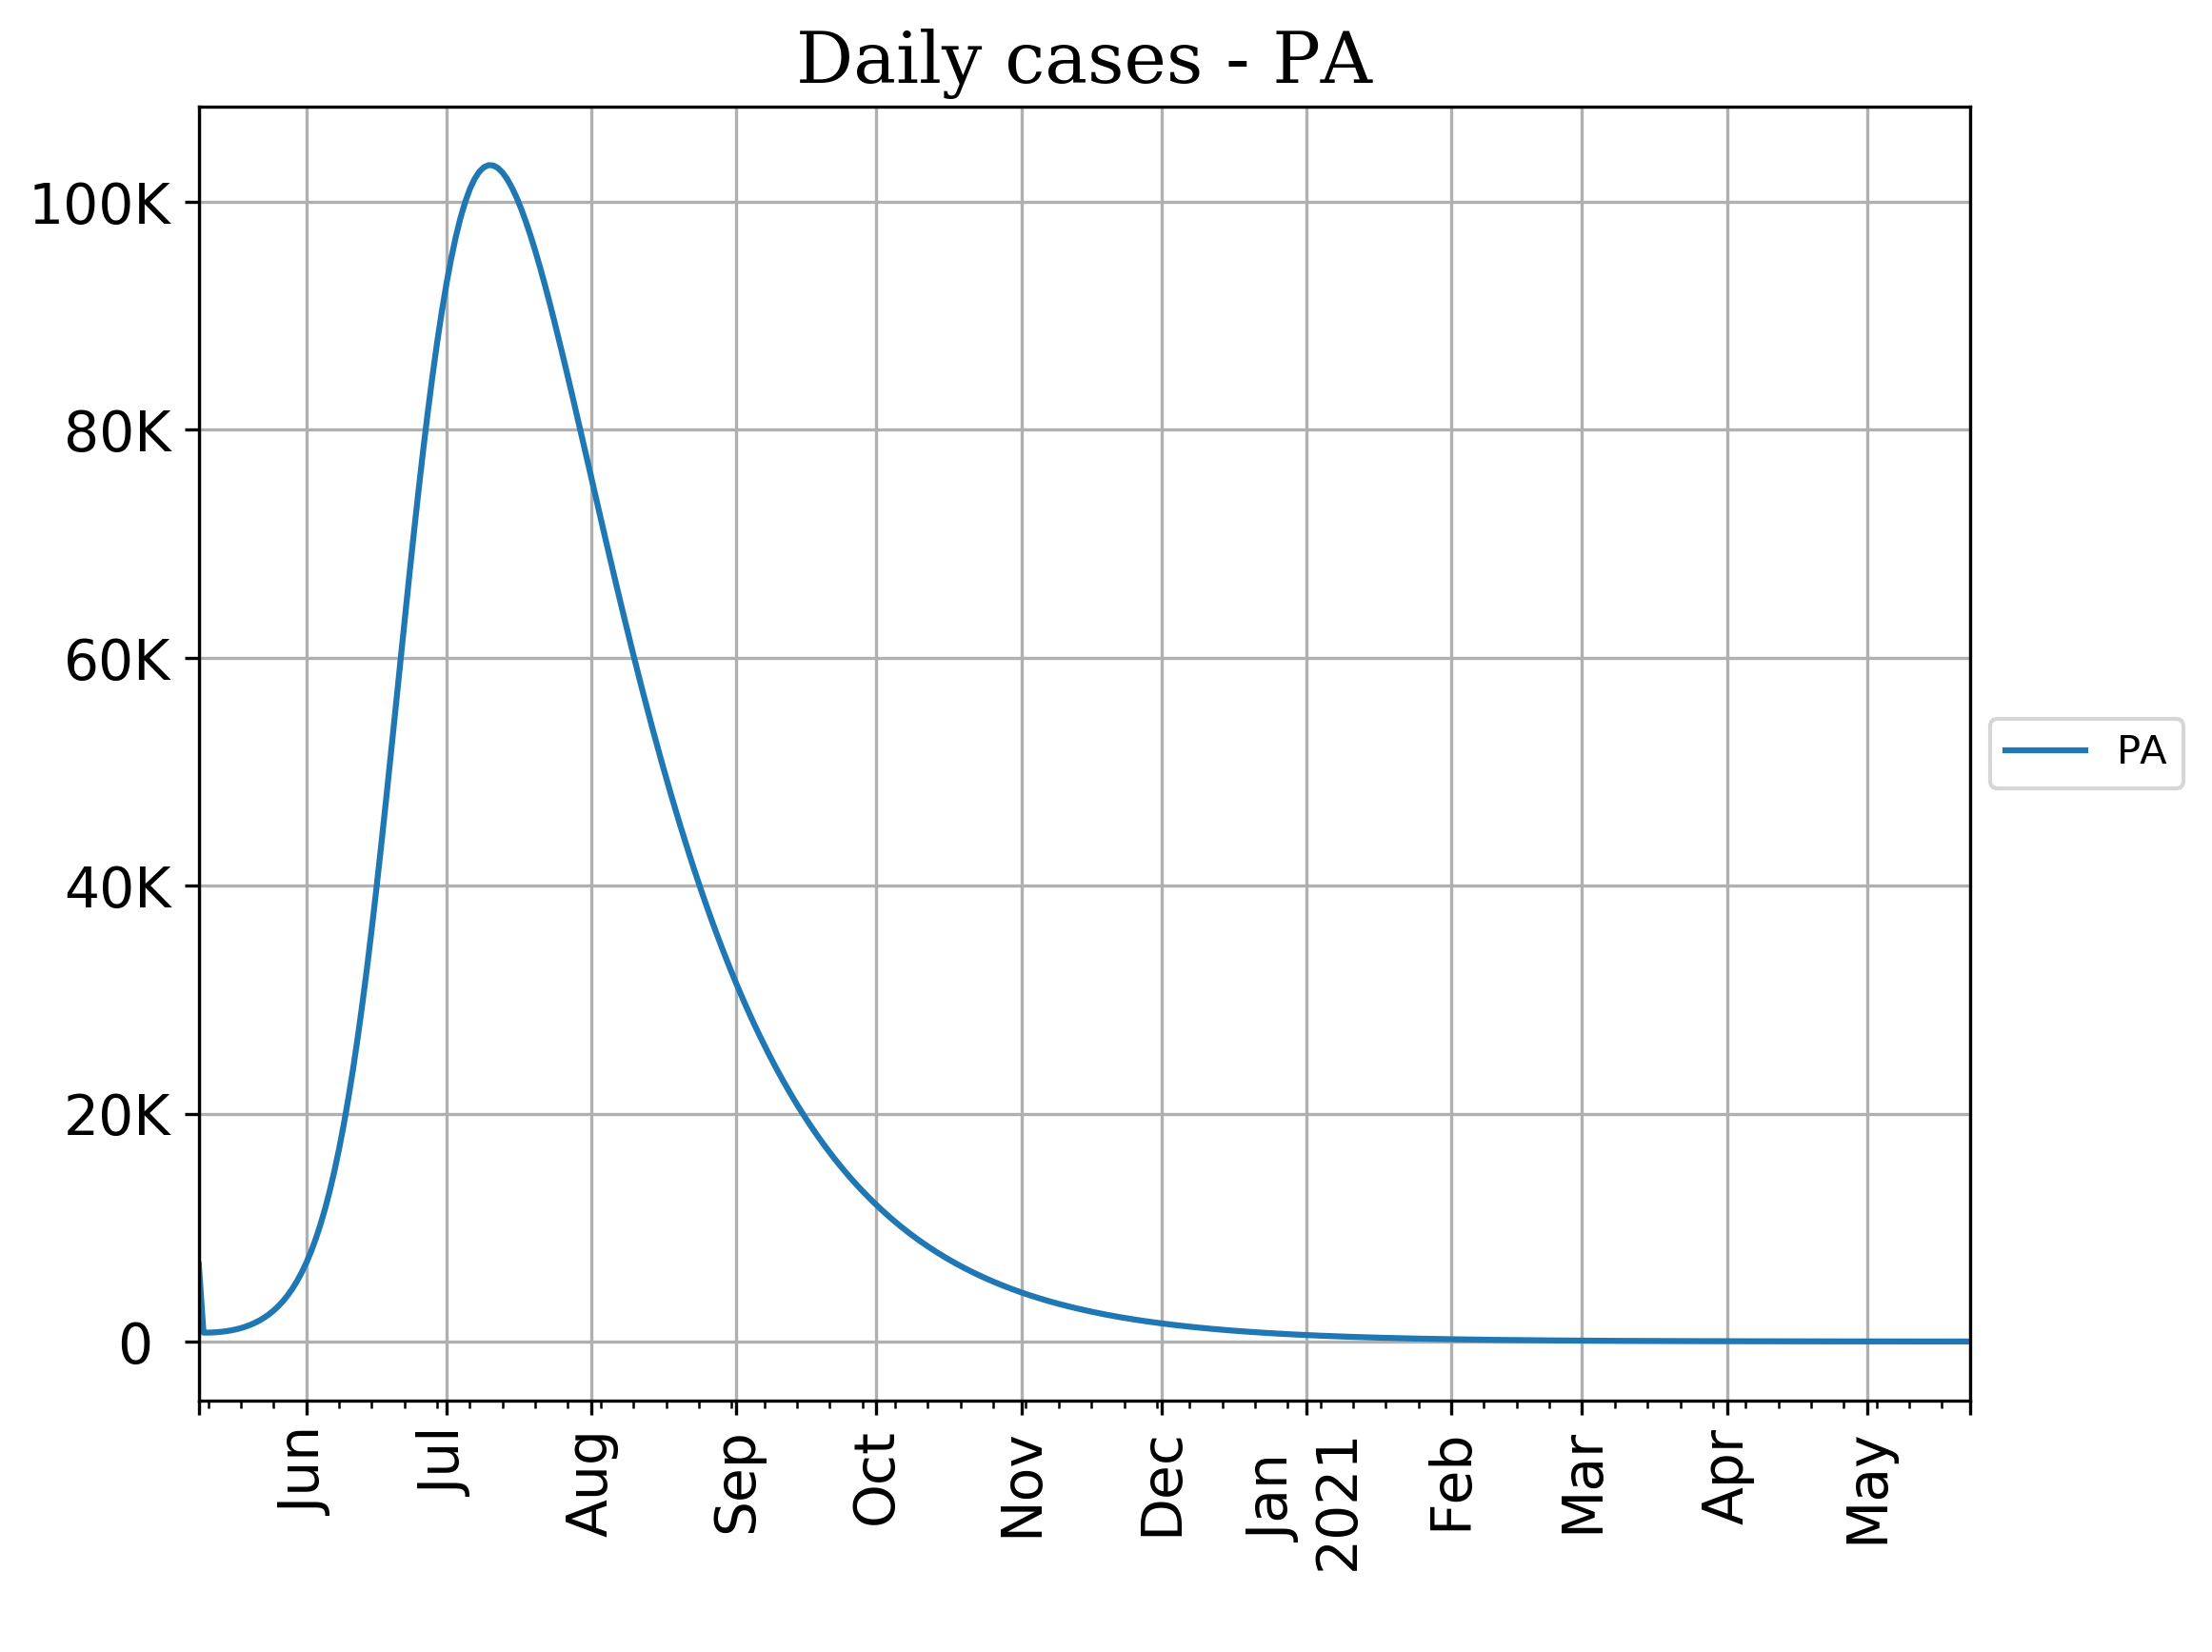 Daily cases - PA
100K
80K
60K
40K
20K
0
Jun
Jul
Aug
Sep
Oct
Nov
Dec
Jan
2021
Feb
Mar
Apr
May
PA